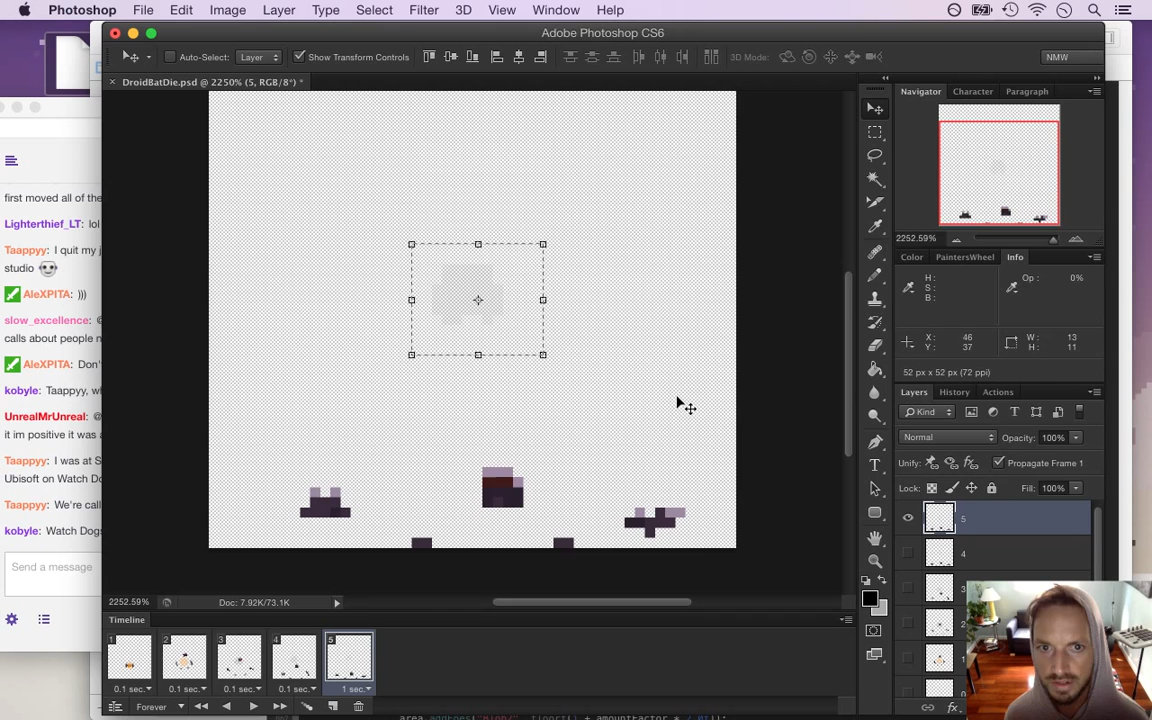 Photoshop File Edit Image Layer Type Select Filter 3D View Window Help
Adobe Photoshop CS6
Auto-Select: Layer Show Transform Controls 3D Mode: NMW
DroidBatDie.psd @ 2250% (5, RGB/8*) *
first moved all of the
Lighterthief_LT: lol
Taappyy: I quit my j
studio
AleXPITA: )))
slow_excellence: @
calls about people n
AleXPITA: Don'
kobyle: Taappyy, wh
UnrealMrUnreal: @
it im positive it was a
Taappyy: I was at S
Ubisoft on Watch Do
Taappyy: We're call
kobyle: Watch Dogs
Send a message
Navigator Character Paragraph
2252.59%
Color PaintersWheel Info
H:
S:
B:
Op: 0%
X: 46
Y: 37
W: 13
H: 11
52 px x 52 px (72 ppi)
Layers History Actions
Kind
Normal Opacity: 100%
Unify: Propagate Frame 1
Lock: Fill: 100%
5
4
3
2
1
0
2252.59% Doc: 7.92K/73.1K
Timeline
1 2 3 4 5
0.1 sec. 0.1 sec. 0.1 sec. 0.1 sec. 1 sec.
Forever